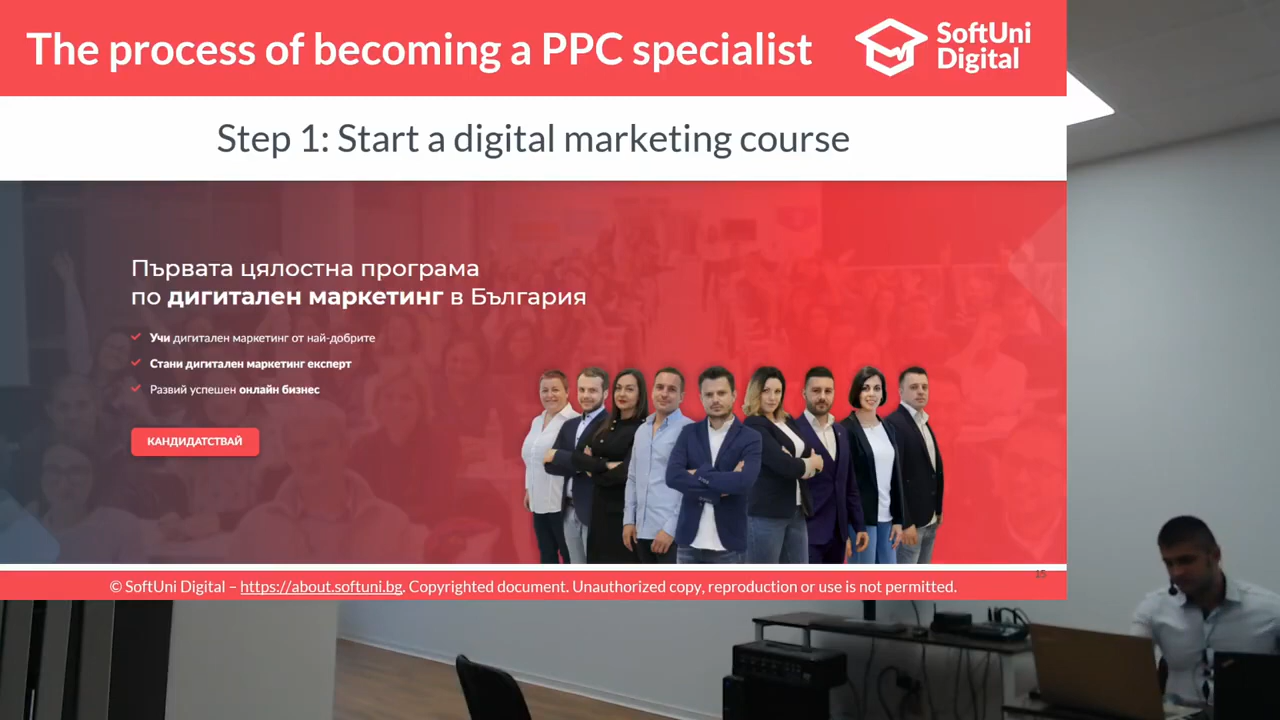 The process of becoming a PPC specialist
SoftUni
Digital
Step 1: Start a digital marketing course
Първата цялостна програма
по дигитален маркетинг в България
Учи дигитален маркетинг от най-добрите
Стани дигитален маркетинг експерт
Развий успешен онлайн бизнес
КАНДИДАТСТВАЙ
15
© SoftUni Digital – https://about.softuni.bg. Copyrighted document. Unauthorized copy, reproduction or use is not permitted.